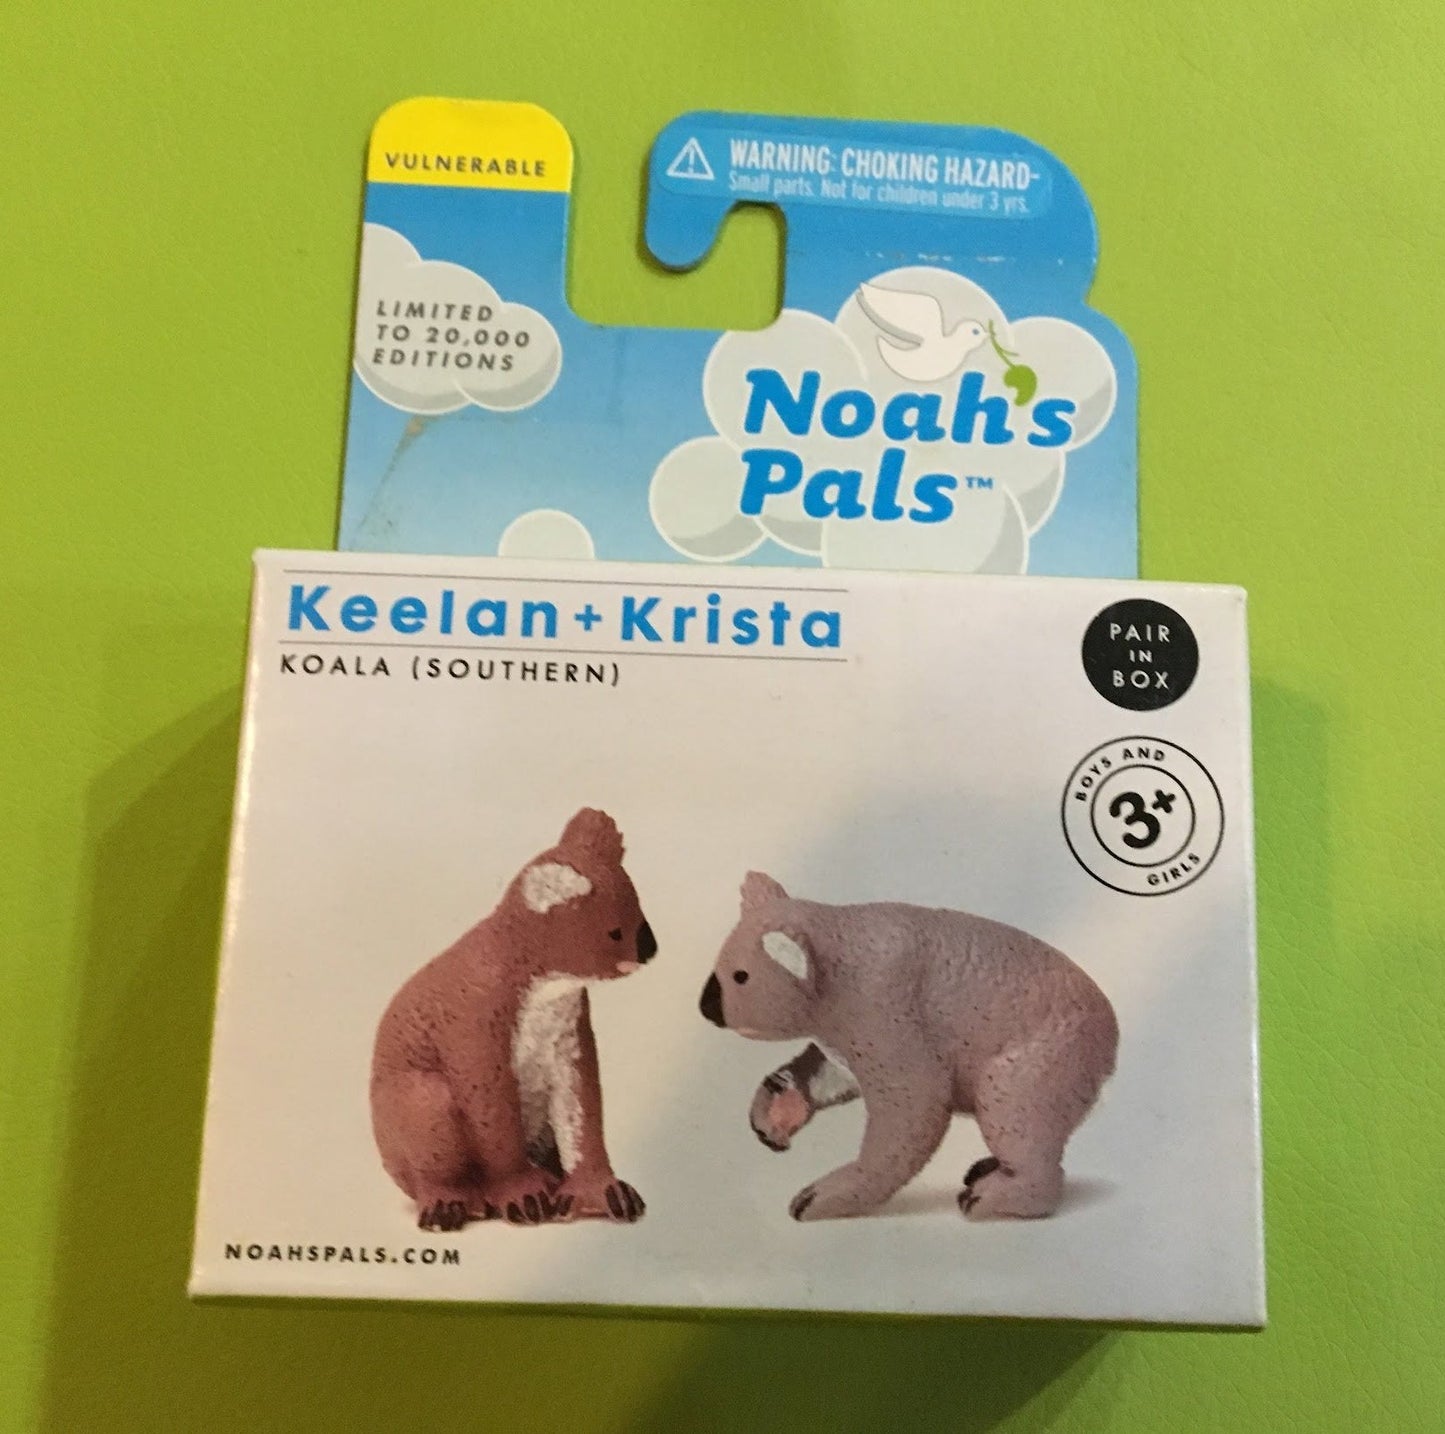 VULNERABLE
WARNING: CHOKING HAZARD-
Small parts. Not for children under 3 yrs.
LIMITED
TO 20,000
EDITIONS
Noah's
Pals™
Keelan + Krista
KOALA (SOUTHERN)
PAIR
IN
BOX
BOYS AND
3+
GIRLS
NOAHSPALS.COM